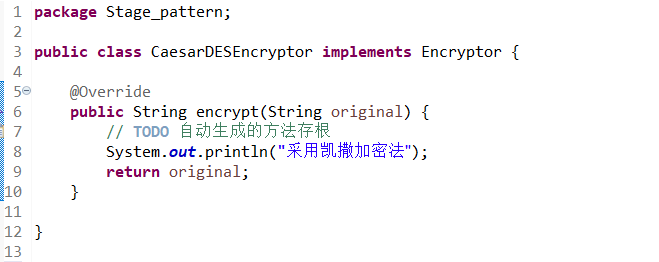 1 package Stage_pattern;
2
3 public class CaesarDESEncryptor implements Encryptor {
4
5 @Override
6 public String encrypt(String original) {
7 // TODO 自动生成的方法存根
8 System.out.println("采用凯撒加密法");
9 return original;
10 }
11
12 }
13